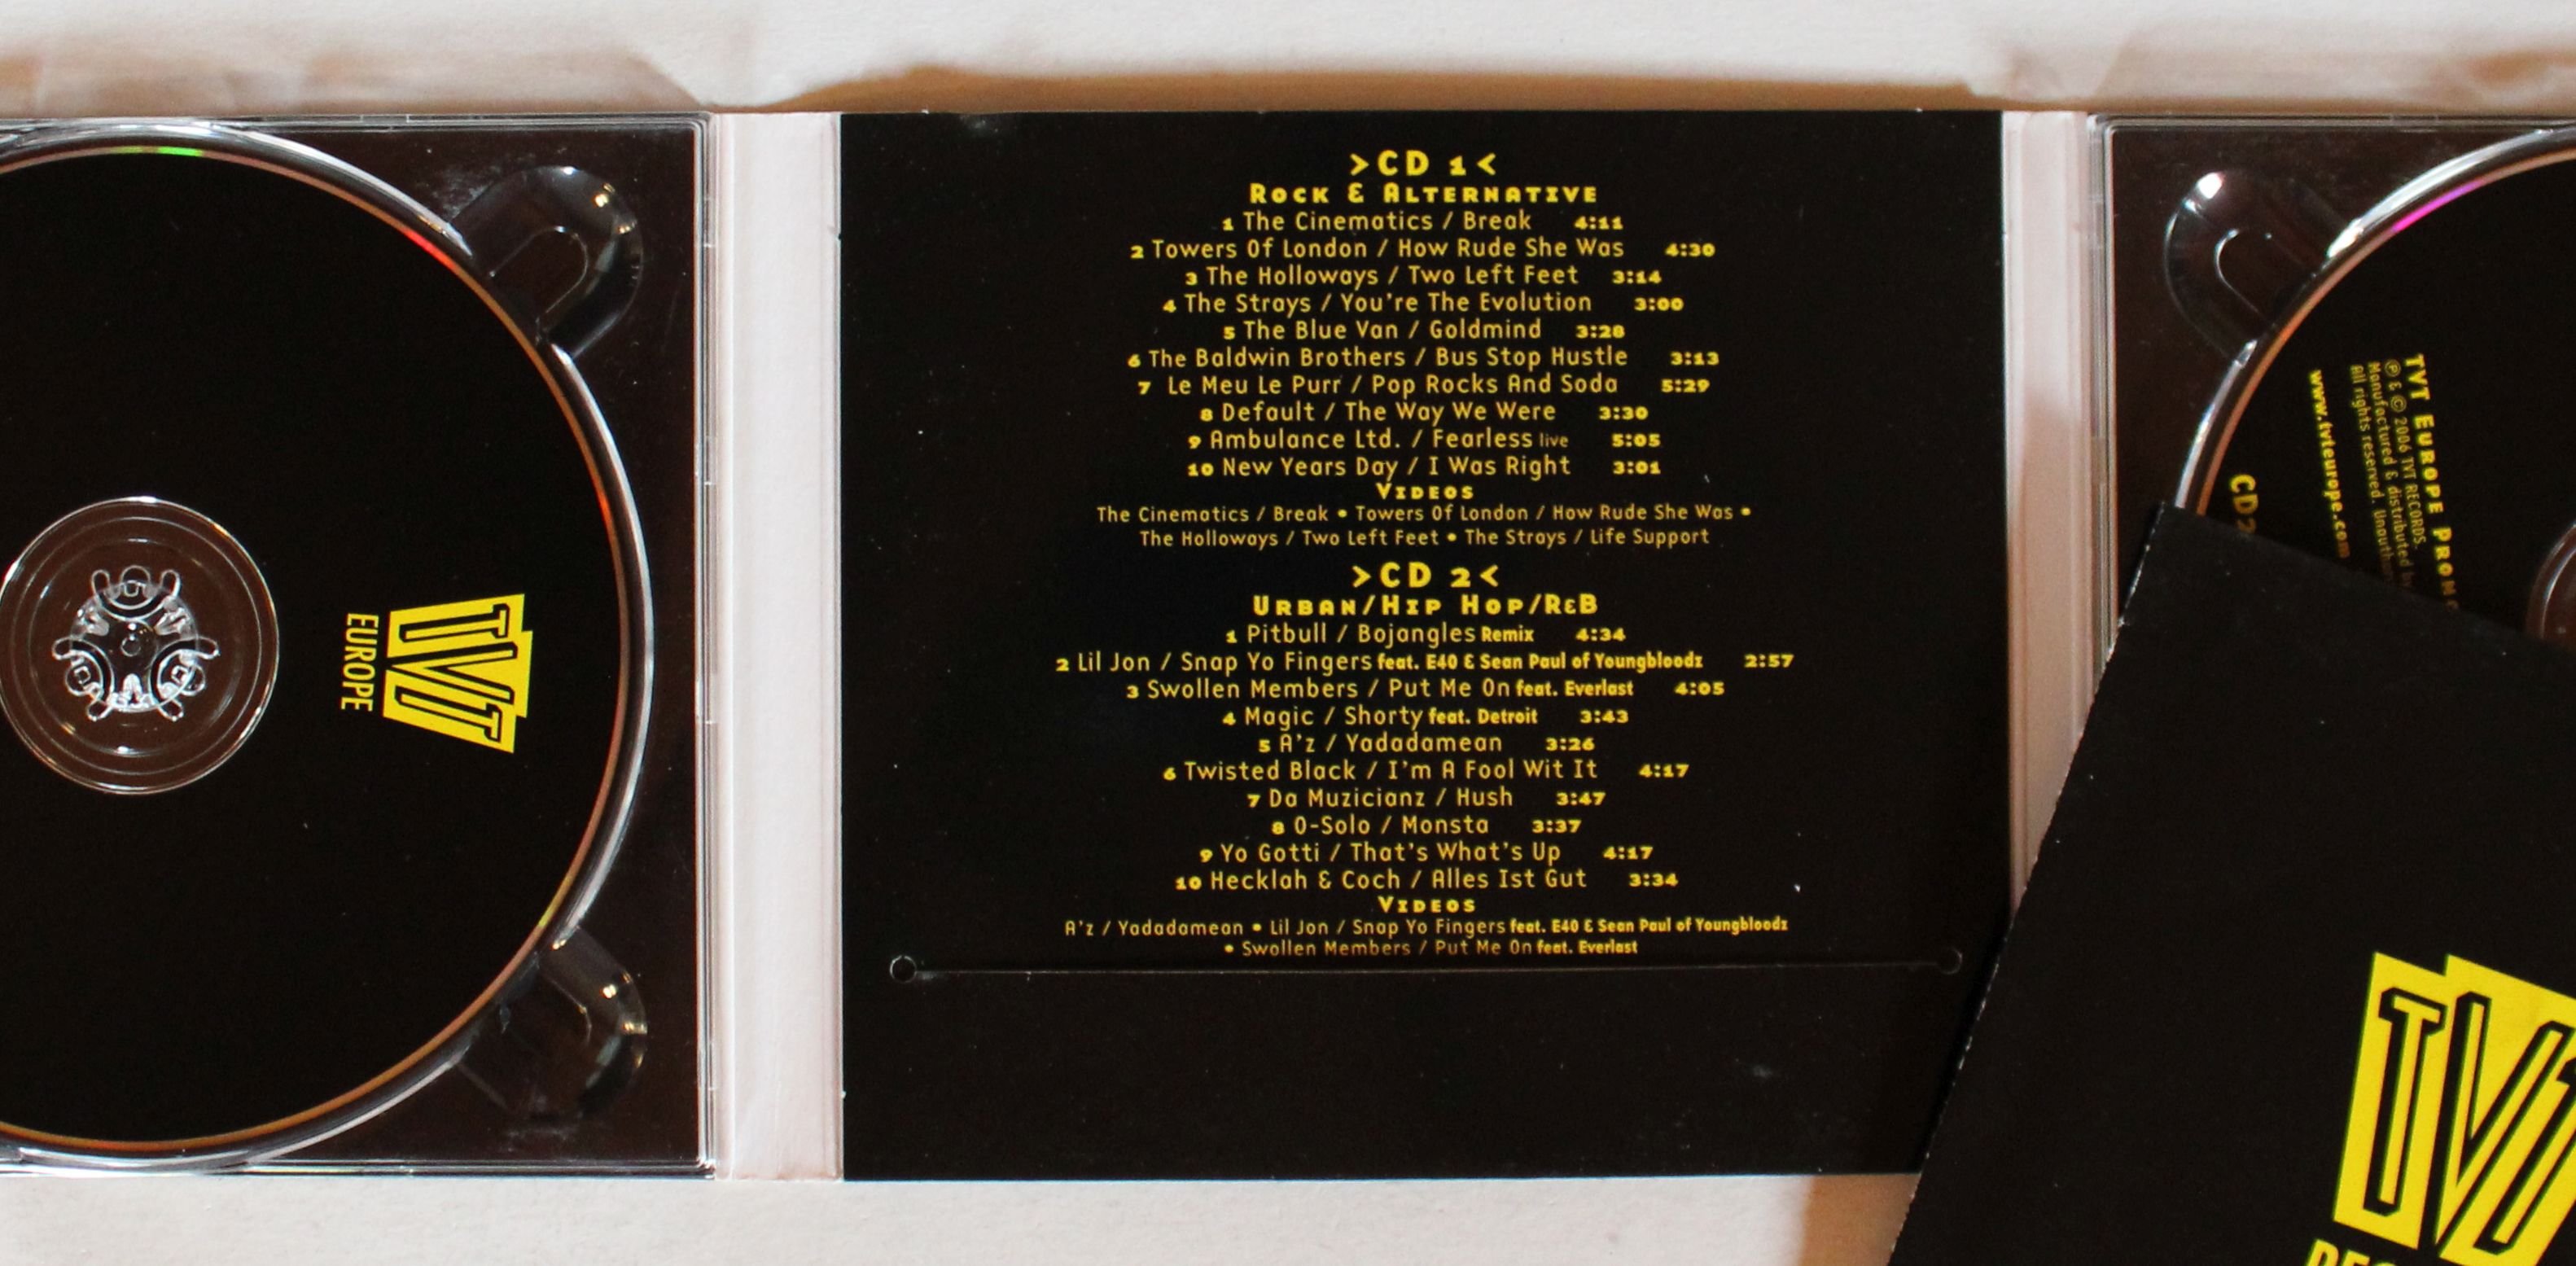 TVT
EUROPE
>CD 1<
Rock & Alternative
1 The Cinematics / Break 4:11
2 Towers Of London / How Rude She Was 4:30
3 The Holloways / Two Left Feet 3:14
4 The Strays / You're The Evolution 3:00
5 The Blue Van / Goldmind 3:28
6 The Baldwin Brothers / Bus Stop Hustle 3:13
7 Le Meu Le Purr / Pop Rocks And Soda 5:29
8 Default / The Way We Were 3:30
9 Ambulance Ltd. / Fearless live 5:05
10 New Years Day / I Was Right 3:01
Videos
The Cinematics / Break • Towers Of London / How Rude She Was •
The Holloways / Two Left Feet • The Strays / Life Support
>CD 2<
Urban/Hip Hop/R&B
1 Pitbull / Bojangles Remix 4:34
2 Lil Jon / Snap Yo Fingers feat. E40 & Sean Paul of Youngbloodz 2:57
3 Swollen Members / Put Me On feat. Everlast 4:05
4 Magic / Shorty feat. Detroit 3:43
5 A'z / Yadadamean 3:26
6 Twisted Black / I'm A Fool Wit It 4:17
7 Da Muzicianz / Hush 3:47
8 O-Solo / Monsta 3:37
9 Yo Gotti / That's What's Up 4:17
10 Hecklah & Coch / Alles Ist Gut 3:34
Videos
A'z / Yadadamean • Lil Jon / Snap Yo Fingers feat. E40 & Sean Paul of Youngbloodz
• Swollen Members / Put Me On feat. Everlast
TVT Europe
℗ & © 2006 TVT RECORDS.
Manufactured & distributed
All rights reserved.
www.tvteurope.com
CD 2
TVT